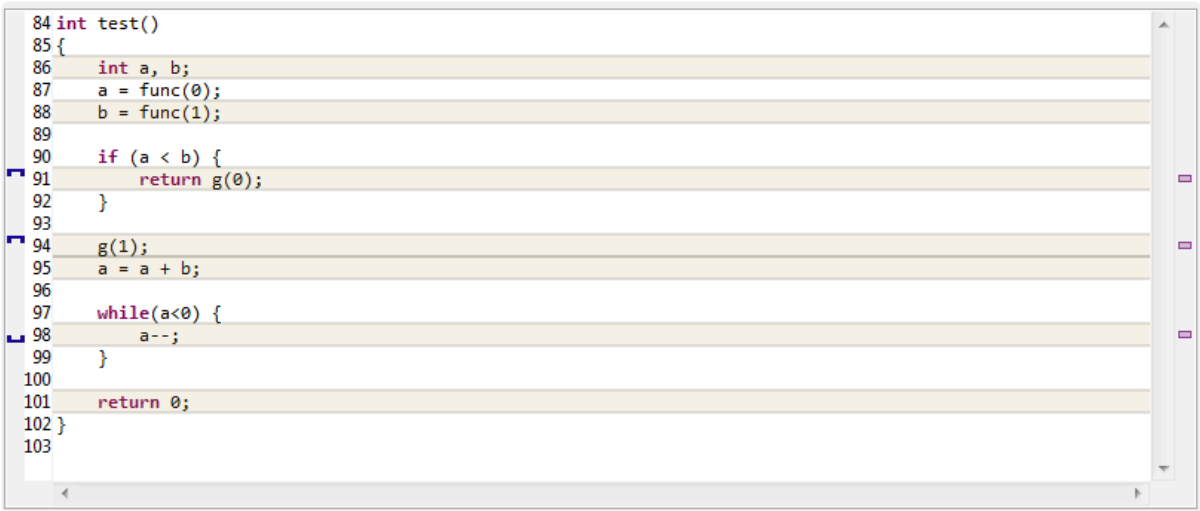 84 int test()
85 {
86     int a, b;
87     a = func(0);
88     b = func(1);
89
90     if (a < b) {
91         return g(0);
92     }
93
94     g(1);
95     a = a + b;
96
97     while(a<0) {
98         a--;
99     }
100
101     return 0;
102 }
103